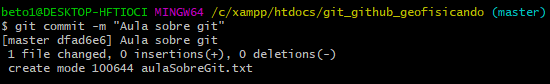 beto1@DESKTOP-HFTIOCI MINGW64 /c/xampp/htdocs/git_github_geofisicando (master)
$ git commit -m "Aula sobre git"
[master dfad6e6] Aula sobre git
 1 file changed, 0 insertions(+), 0 deletions(-)
 create mode 100644 aulaSobreGit.txt